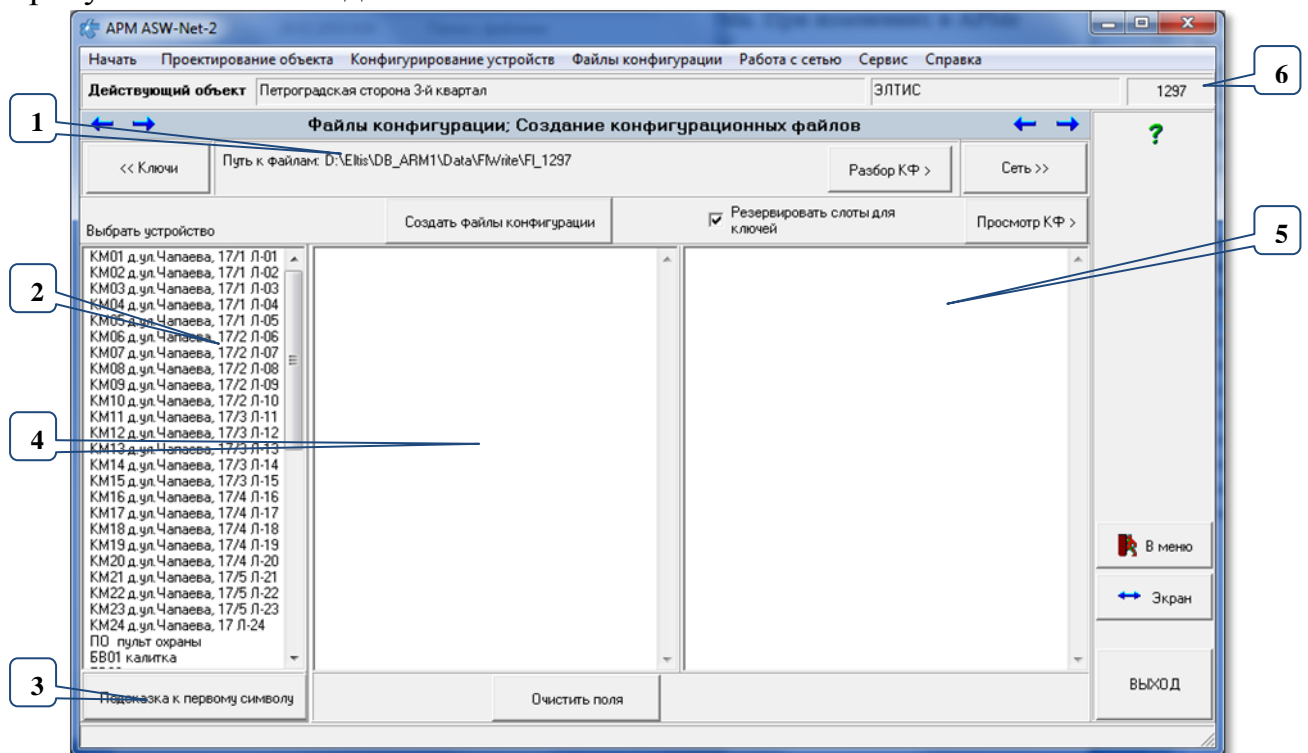 АРМ ASW-Net-2
Начать Проектирование объекта Конфигурирование устройств Файлы конфигурации Работа с сетью Сервис Справка
Действующий объект Петроградская сторона 3-й квартал ЭЛТИС 1297
6
1
Файлы конфигурации; Создание конфигурационных файлов
?
<< Ключи
Путь к файлам: D:\Eltis\DB_ARM1\Data\FlWrite\Fl_1297
Разбор КФ >
Сеть >>
Выбрать устройство
Создать файлы конфигурации
Резервировать слоты для
ключей
Просмотр КФ >
5
2
КМ01 д.ул.Чапаева, 17/1 Л-01
КМ02 д.ул.Чапаева, 17/1 Л-02
КМ03 д.ул.Чапаева, 17/1 Л-03
КМ04 д.ул.Чапаева, 17/1 Л-04
КМ05 д.ул.Чапаева, 17/1 Л-05
КМ06 д.ул.Чапаева, 17/2 Л-06
КМ07 д.ул.Чапаева, 17/2 Л-07
КМ08 д.ул.Чапаева, 17/2 Л-08
КМ09 д.ул.Чапаева, 17/2 Л-09
КМ10 д.ул.Чапаева, 17/2 Л-10
КМ11 д.ул.Чапаева, 17/3 Л-11
КМ12 д.ул.Чапаева, 17/3 Л-12
КМ13 д.ул.Чапаева, 17/3 Л-13
КМ14 д.ул.Чапаева, 17/3 Л-14
КМ15 д.ул.Чапаева, 17/3 Л-15
КМ16 д.ул.Чапаева, 17/4 Л-16
КМ17 д.ул.Чапаева, 17/4 Л-17
КМ18 д.ул.Чапаева, 17/4 Л-18
КМ19 д.ул.Чапаева, 17/4 Л-19
КМ20 д.ул.Чапаева, 17/4 Л-20
КМ21 д.ул.Чапаева, 17/5 Л-21
КМ22 д.ул.Чапаева, 17/5 Л-22
КМ23 д.ул.Чапаева, 17/5 Л-23
КМ24 д.ул.Чапаева, 17 Л-24
ПО пульт охраны
БВ01 калитка
4
В меню
Экран
3
Подсказка к первому символу
Очистить поля
ВЫХОД